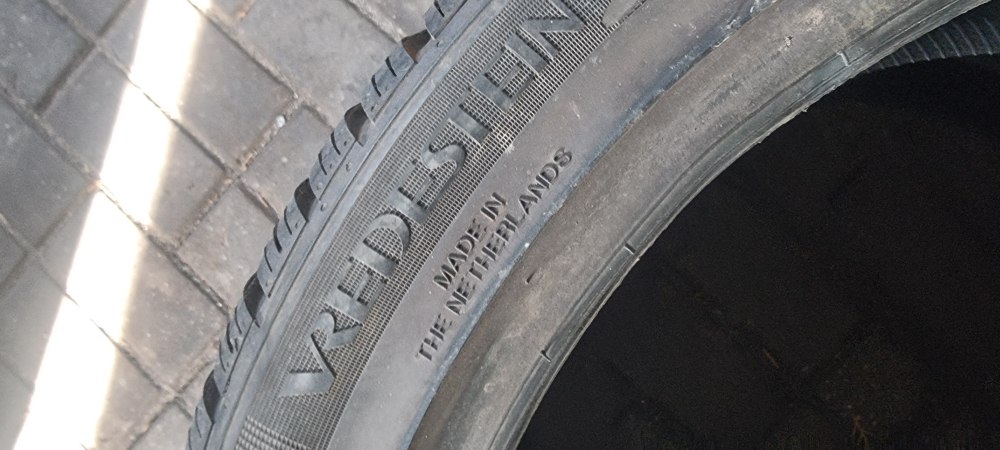 VREDESTEIN
MADE IN
THE NETHERLANDS